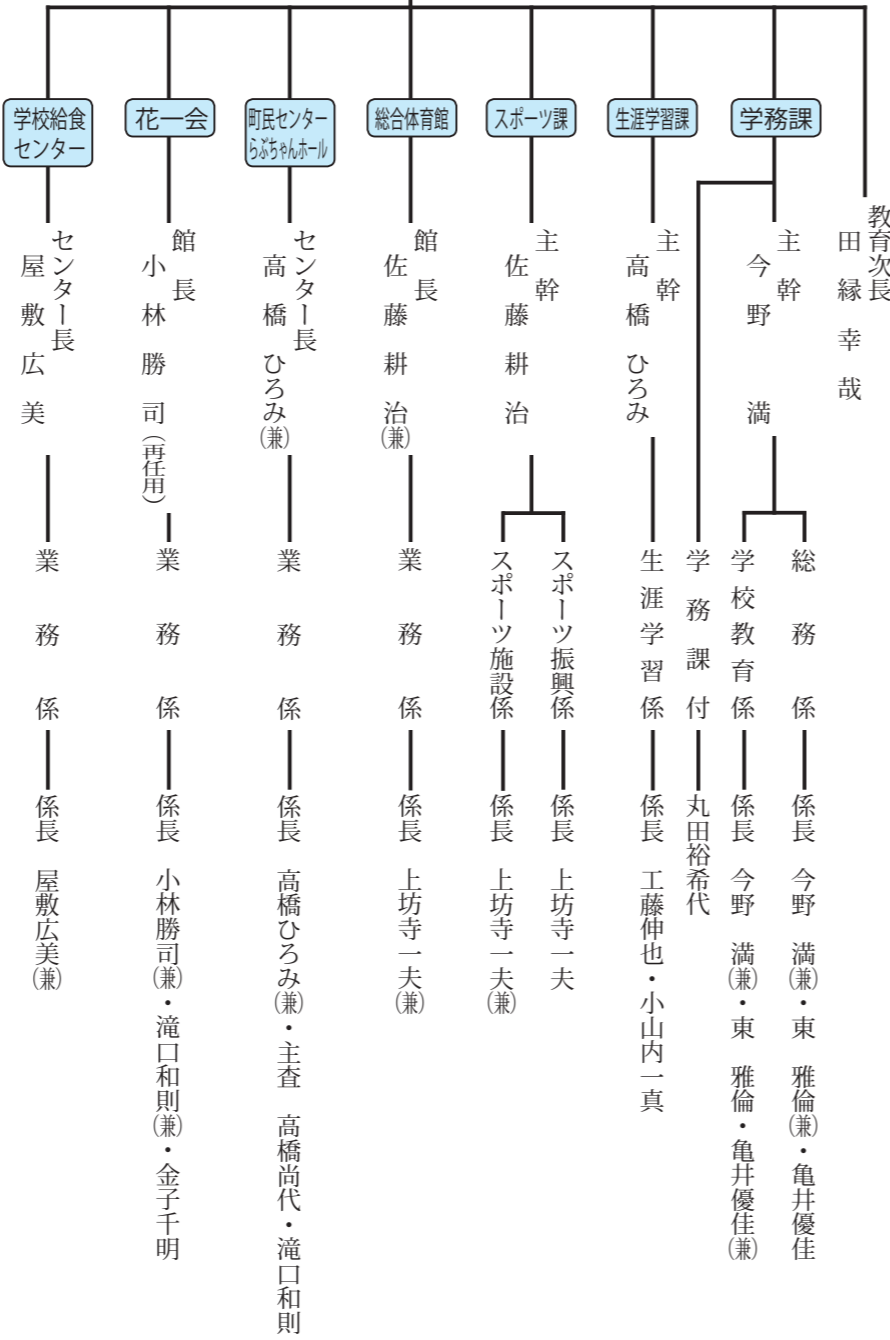 教育次長
田縁幸哉
学務課
主幹
今野 満
総務係
係長 今野 満㈱・東 雅倫㈱・亀井優佳
学校教育係
係長 今野 満(兼)・東 雅倫・亀井優佳(兼)
学務課付
丸田裕希代
生涯学習課
主幹
高橋ひろみ
生涯学習係
係長 工藤伸也・小山内一真
スポーツ課
主幹
佐藤耕治
スポーツ振興係
係長 上坊寺一夫
スポーツ施設係
係長 上坊寺一夫(兼)
総合体育館
館長
佐藤耕治(兼)
業務係
係長 上坊寺一夫(兼)
町民センター
らぶちゃんホール
センター長
高橋ひろみ(兼)
業務係
係長 高橋ひろみ(兼)・主査 高橋尚代・滝口和則
花一会
館長
小林勝司(再任用)
業務係
係長 小林勝司(兼)・滝口和則(兼)・金子千明
学校給食
センター
センター長
屋敷広美
業務係
係長 屋敷広美(兼)